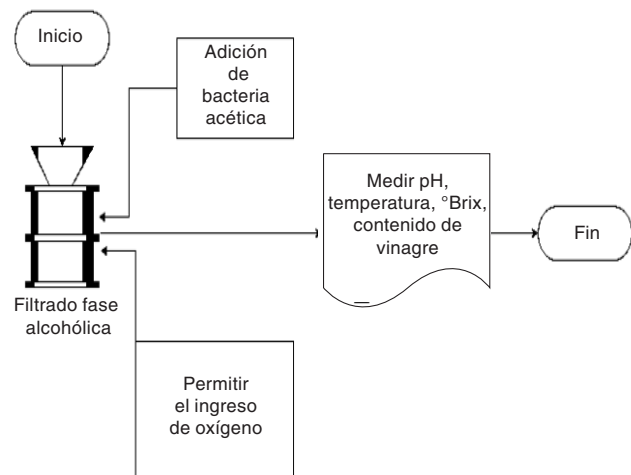 Inicio
Adición
de
bacteria
acética
Medir pH,
temperatura, °Brix,
contenido de
vinagre
Fin
Filtrado fase
alcohólica
Permitir
el ingreso
de oxígeno